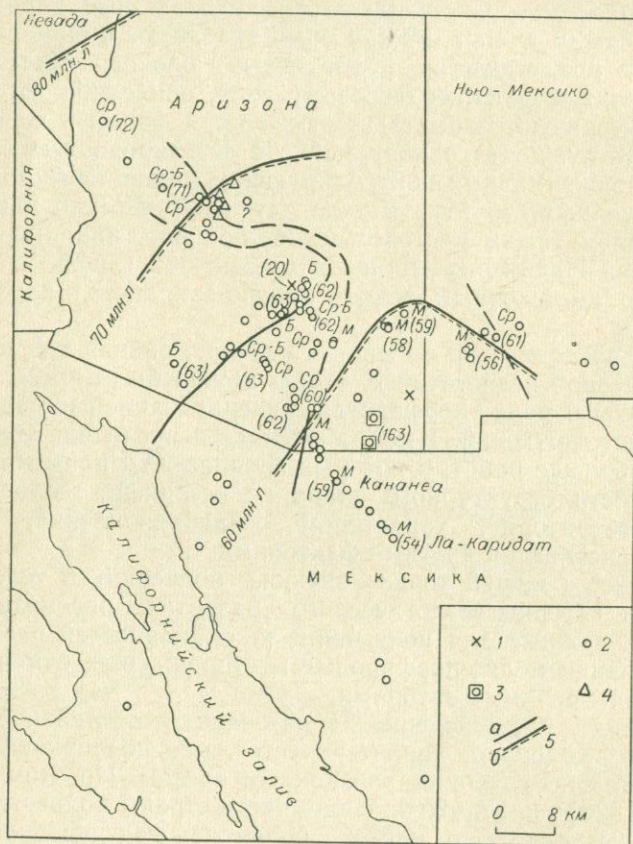 Невада
80 млн. л
Аризона
Нью-Мексико
Калифорния
Ср
(72)
Ср-Б
(71)
Ср
?
70 млн. л
(20)
Б
(62)
(63)
Ср-Б
(62)
Б
М
Ср
Ср-Б
(63)
Б
(63)
Ср
(60)
(62)
М
М
(59)
(58)
М
(56)
Ср
(61)
(163)
М
60 млн. л
М
(59)
Кананеа
М
(54) Ла-Каридат
МЕКСИКА
Калифорнийский залив
1
2
3
4
а
б
5
0 8 км